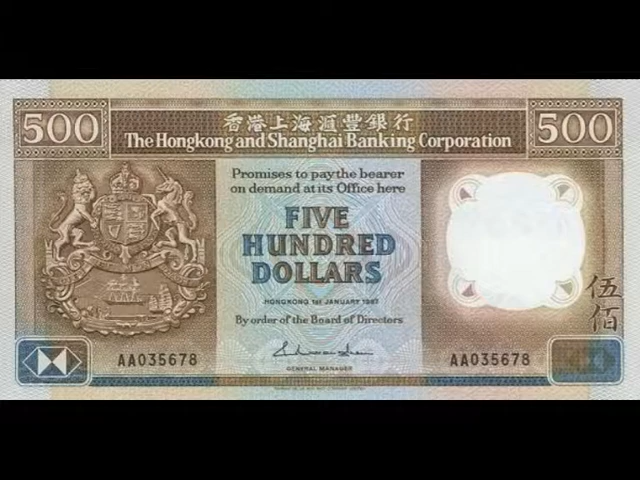 500
香港上海滙豐銀行
500
The Hongkong and Shanghai Banking Corporation
Promises to pay the bearer
on demand at its Office here
FIVE
HUNDRED
DOLLARS
伍佰
HONGKONG 1st JANUARY 1987
By order of the Board of Directors
AA035678
AA035678
GENERAL MANAGER